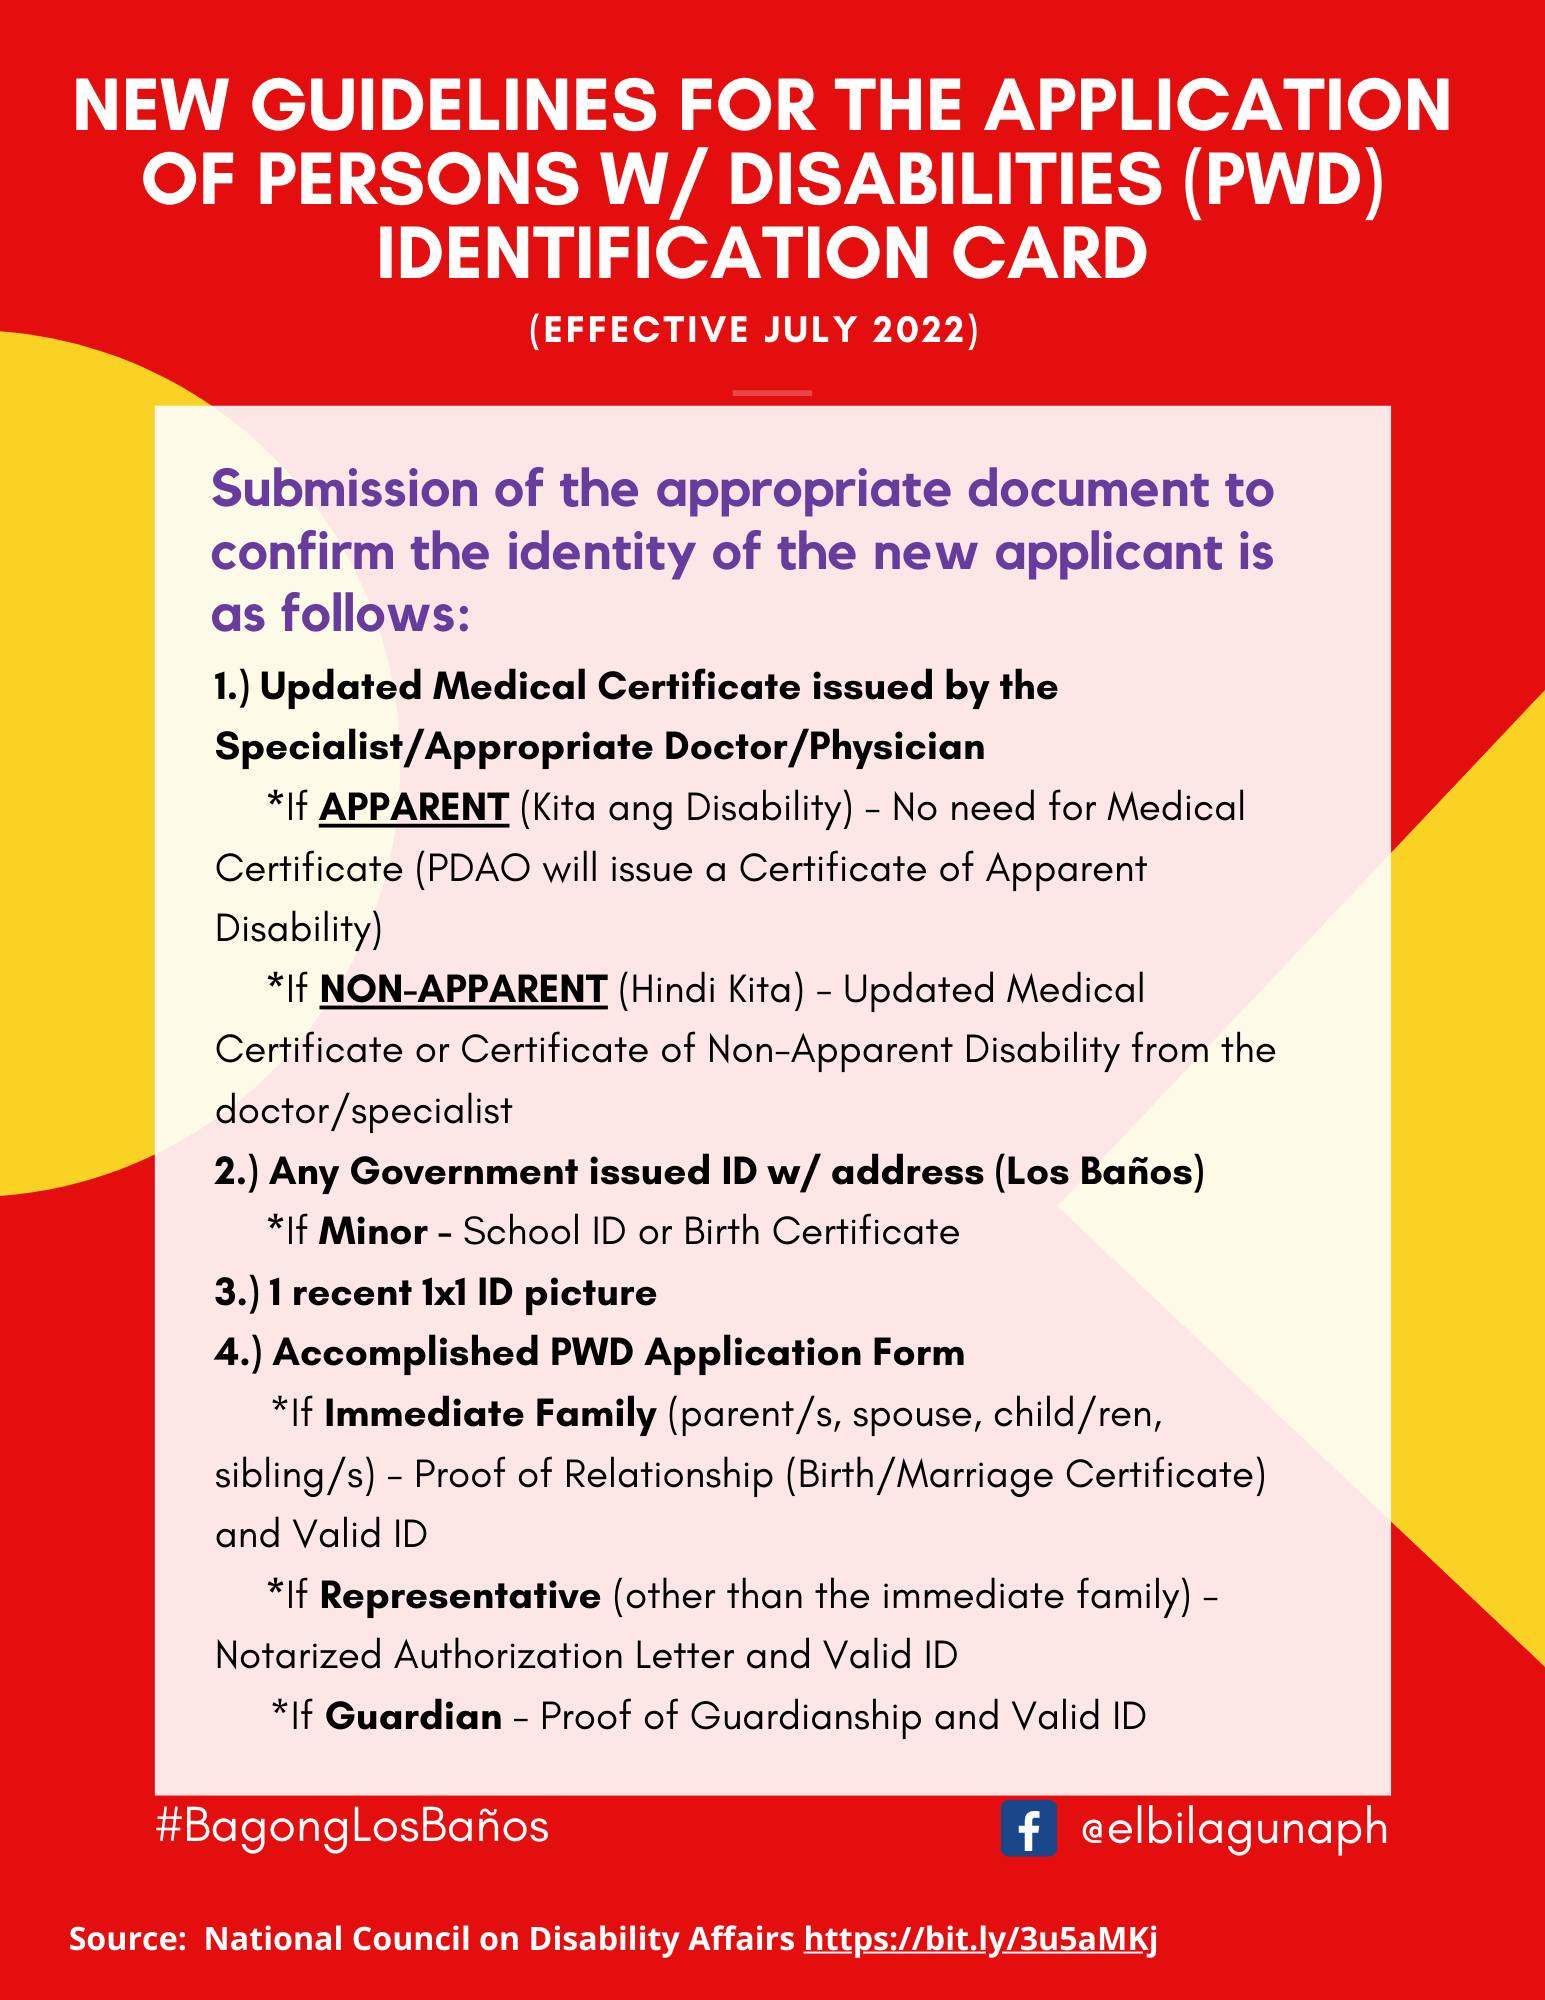 NEW GUIDELINES FOR THE APPLICATION
OF PERSONS W/ DISABILITIES (PWD)
IDENTIFICATION CARD
(EFFECTIVE JULY 2022)
Submission of the appropriate document to
confirm the identity of the new applicant is
as follows:
1.) Updated Medical Certificate issued by the
Specialist/Appropriate Doctor/Physician
*If APPARENT (Kita ang Disability) - No need for Medical
Certificate (PDAO will issue a Certificate of Apparent
Disability)
*If NON-APPARENT (Hindi Kita) - Updated Medical
Certificate or Certificate of Non-Apparent Disability from the
doctor/specialist
2.) Any Government issued ID w/ address (Los Baños)
*If Minor - School ID or Birth Certificate
3.) 1 recent 1x1 ID picture
4.) Accomplished PWD Application Form
*If Immediate Family (parent/s, spouse, child/ren,
sibling/s) - Proof of Relationship (Birth/Marriage Certificate)
and Valid ID
*If Representative (other than the immediate family) -
Notarized Authorization Letter and Valid ID
*If Guardian - Proof of Guardianship and Valid ID
#BagongLosBaños
f @elbilagunaph
Source: National Council on Disability Affairs https://bit.ly/3u5aMKj